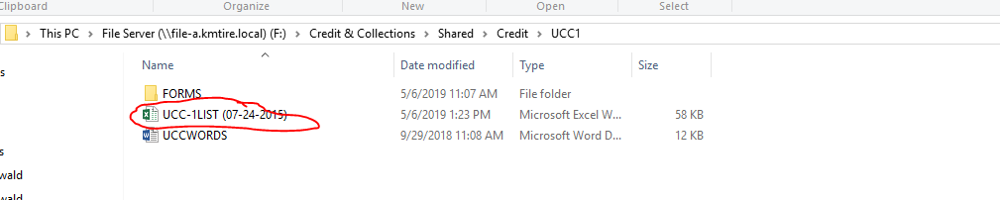 Clipboard Organize New Open Select
This PC > File Server (\\file-a.kmtire.local) (F:) > Credit & Collections > Shared > Credit > UCC1
Name Date modified Type Size
s
FORMS 5/6/2019 11:07 AM File folder
UCC-1LIST (07-24-2015) 5/6/2019 1:23 PM Microsoft Excel W... 58 KB
UCCWORDS 9/29/2018 11:08 AM Microsoft Word D... 12 KB
s
wald
wald